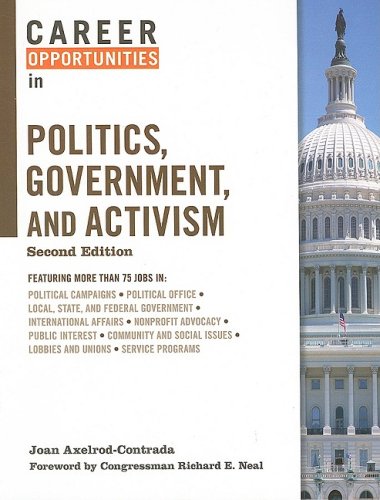 CAREER
OPPORTUNITIES
in
POLITICS,
GOVERNMENT,
AND ACTIVISM
Second Edition
FEATURING MORE THAN 75 JOBS IN:
POLITICAL CAMPAIGNS • POLITICAL OFFICE •
LOCAL, STATE, AND FEDERAL GOVERNMENT •
INTERNATIONAL AFFAIRS • NONPROFIT ADVOCACY •
PUBLIC INTEREST • COMMUNITY AND SOCIAL ISSUES •
LOBBIES AND UNIONS • SERVICE PROGRAMS
Joan Axelrod-Contrada
Foreword by Congressman Richard E. Neal